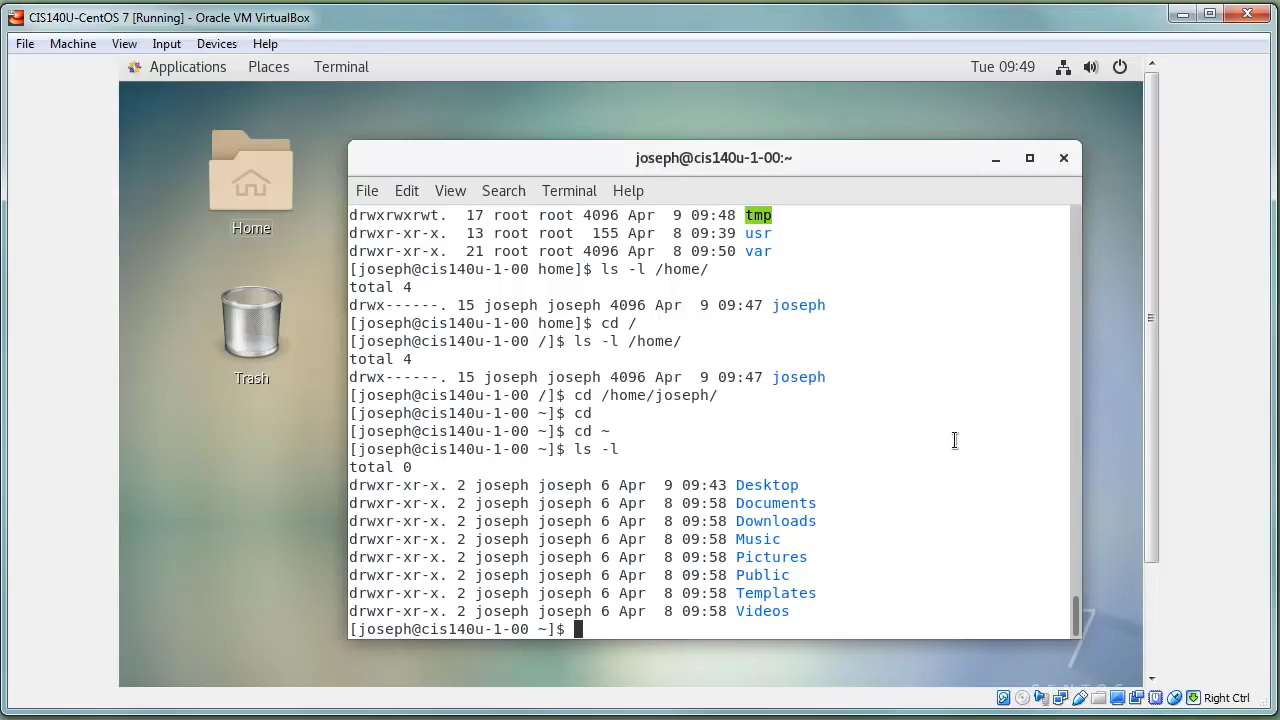 CIS140U-CentOS 7 [Running] - Oracle VM VirtualBox
File Machine View Input Devices Help
Applications Places Terminal Tue 09:49
Home
Trash
joseph@cis140u-1-00:~
File Edit View Search Terminal Help
drwxrwxrwt. 17 root root 4096 Apr 9 09:48 tmp
drwxr-xr-x. 13 root root 155 Apr 8 09:39 usr
drwxr-xr-x. 21 root root 4096 Apr 8 09:50 var
[joseph@cis140u-1-00 home]$ ls -l /home/
total 4
drwx------. 15 joseph joseph 4096 Apr 9 09:47 joseph
[joseph@cis140u-1-00 home]$ cd /
[joseph@cis140u-1-00 /]$ ls -l /home/
total 4
drwx------. 15 joseph joseph 4096 Apr 9 09:47 joseph
[joseph@cis140u-1-00 /]$ cd /home/joseph/
[joseph@cis140u-1-00 ~]$ cd
[joseph@cis140u-1-00 ~]$ cd ~
[joseph@cis140u-1-00 ~]$ ls -l
total 0
drwxr-xr-x. 2 joseph joseph 6 Apr 9 09:43 Desktop
drwxr-xr-x. 2 joseph joseph 6 Apr 8 09:58 Documents
drwxr-xr-x. 2 joseph joseph 6 Apr 8 09:58 Downloads
drwxr-xr-x. 2 joseph joseph 6 Apr 8 09:58 Music
drwxr-xr-x. 2 joseph joseph 6 Apr 8 09:58 Pictures
drwxr-xr-x. 2 joseph joseph 6 Apr 8 09:58 Public
drwxr-xr-x. 2 joseph joseph 6 Apr 8 09:58 Templates
drwxr-xr-x. 2 joseph joseph 6 Apr 8 09:58 Videos
[joseph@cis140u-1-00 ~]$
7
Right Ctrl